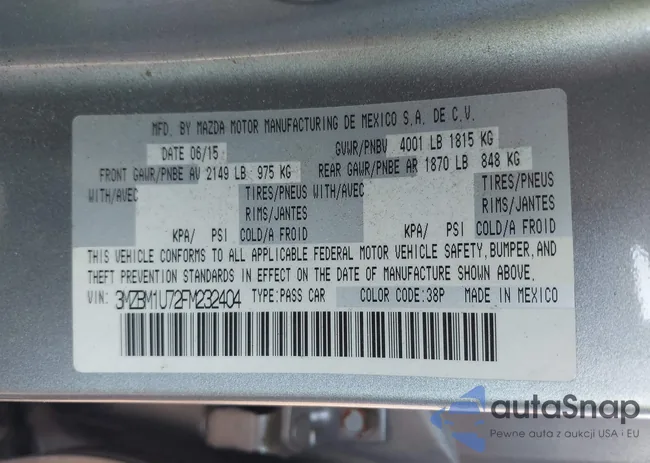 MFD. BY MAZDA MOTOR MANUFACTURING DE MEXICO S.A. DE C.V.
DATE 06/15 GVWR/PNBV 4001 LB 1815 KG
FRONT GAWR/PNBE AV 2149 LB 975 KG REAR GAWR/PNBE AR 1870 LB 848 KG
WITH/AVEC TIRES/PNEUS WITH/AVEC TIRES/PNEUS
RIMS/JANTES RIMS/JANTES
KPA/ PSI COLD/A FROID KPA/ PSI COLD/A FROID
THIS VEHICLE CONFORMS TO ALL APPLICABLE FEDERAL MOTOR VEHICLE SAFETY, BUMPER, AND
THEFT PREVENTION STANDARDS IN EFFECT ON THE DATE OF MANUFACTURE SHOWN ABOVE.
VIN: 3MZBM1U72FM232404 TYPE:PASS CAR COLOR CODE:38P MADE IN MEXICO
autaSnap
Pewne auta z aukcji USA i EU